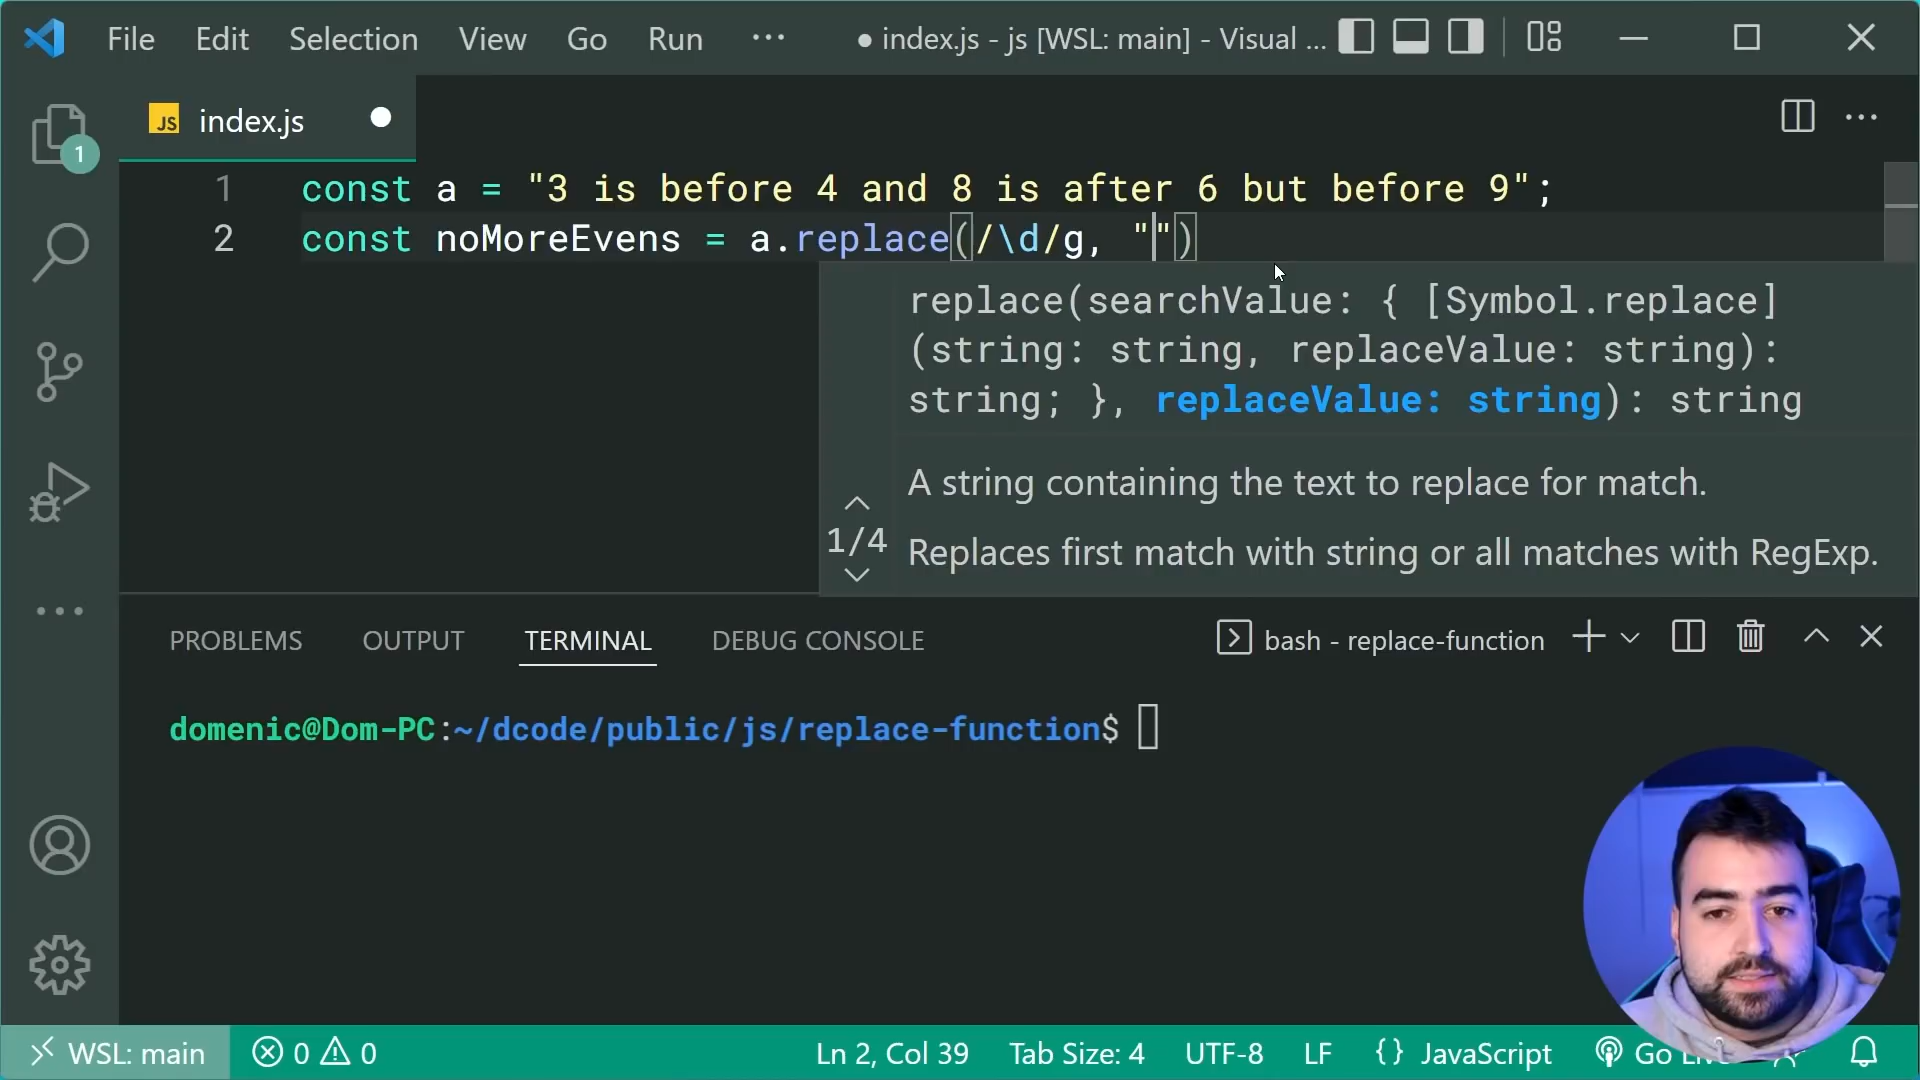 File Edit Selection View Go Run ··· ● index.js - js [WSL: main] - Visual ...
JS index.js
1
1 const a = "3 is before 4 and 8 is after 6 but before 9";
2 const noMoreEvens = a.replace(/\d/g, "")
replace(searchValue: { [Symbol.replace]
(string: string, replaceValue: string):
string; }, replaceValue: string): string
A string containing the text to replace for match.
1/4
Replaces first match with string or all matches with RegExp.
PROBLEMS OUTPUT TERMINAL DEBUG CONSOLE bash - replace-function
domenic@Dom-PC:~/dcode/public/js/replace-function$
WSL: main 0 0 Ln 2, Col 39 Tab Size: 4 UTF-8 LF {} JavaScript Go